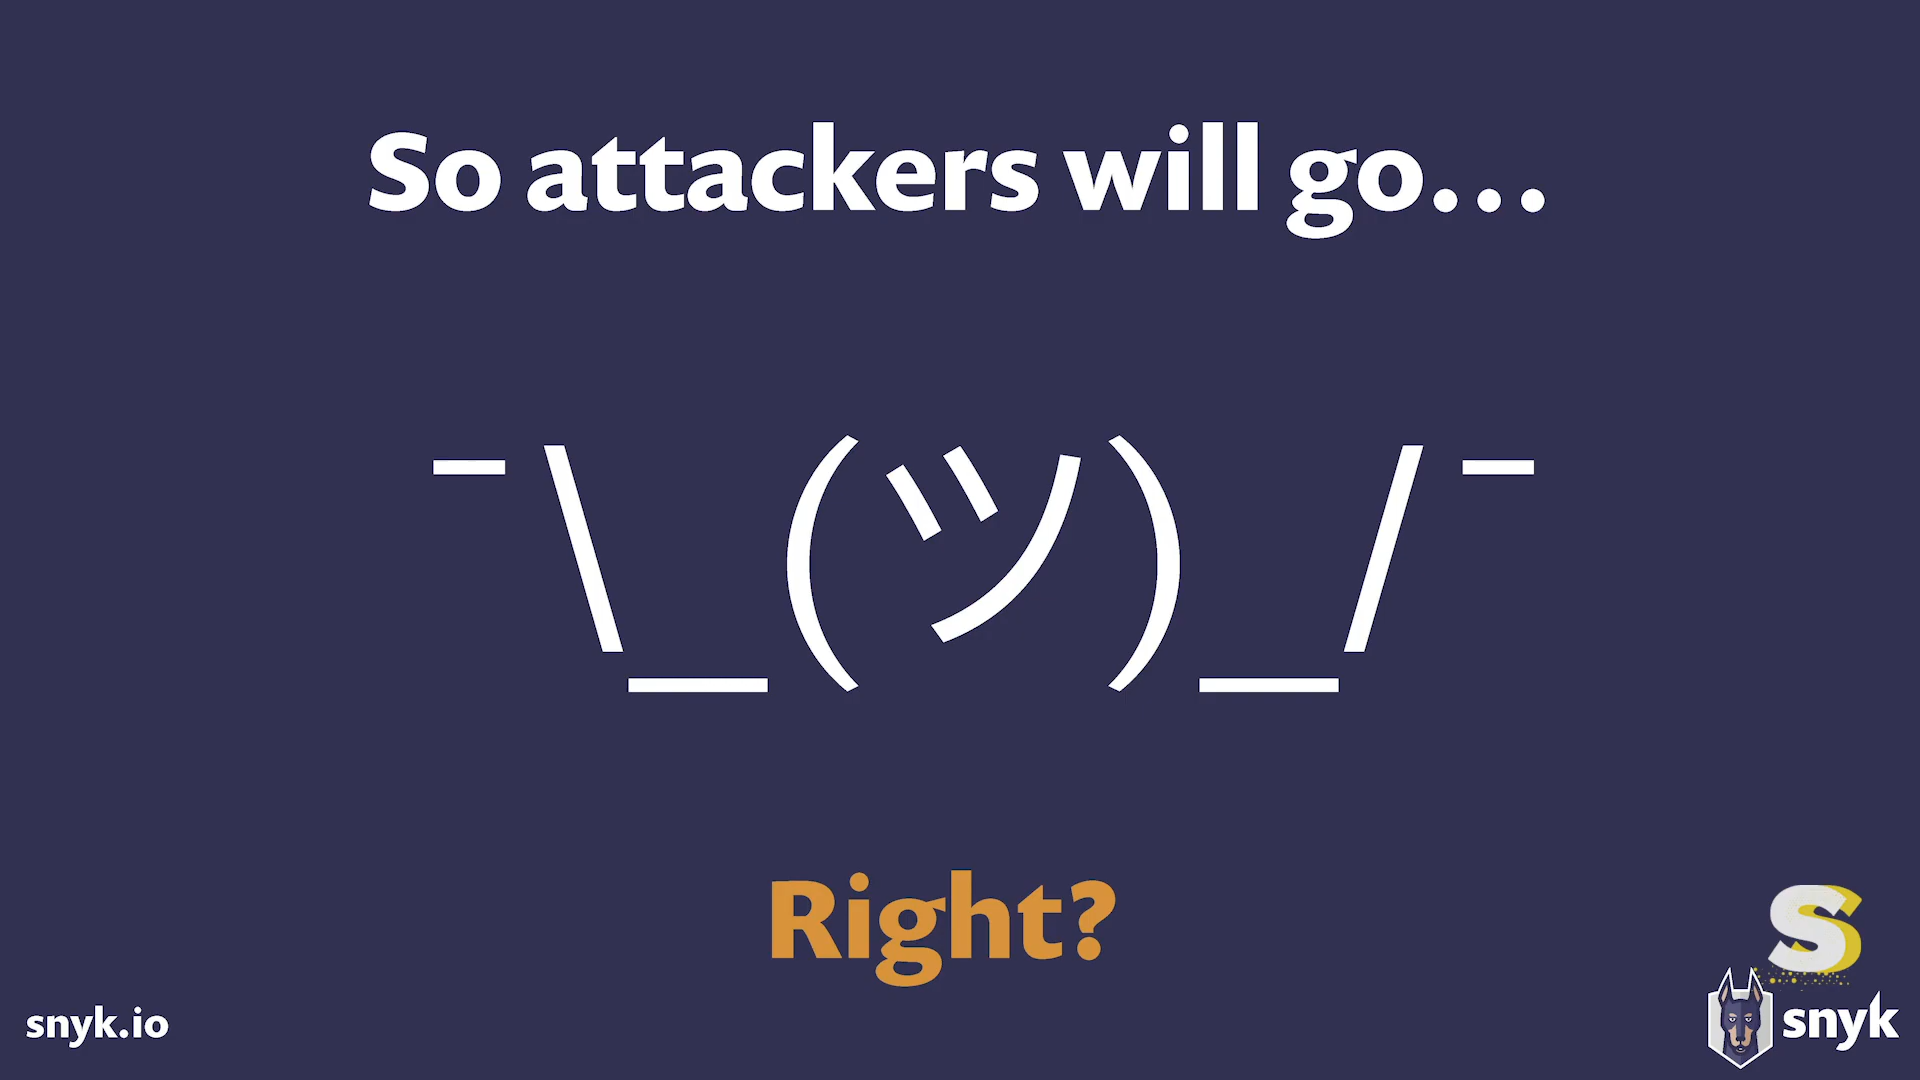 So attackers will go…
¯\_(ツ)_/¯
Right?
S
snyk.io
snyk